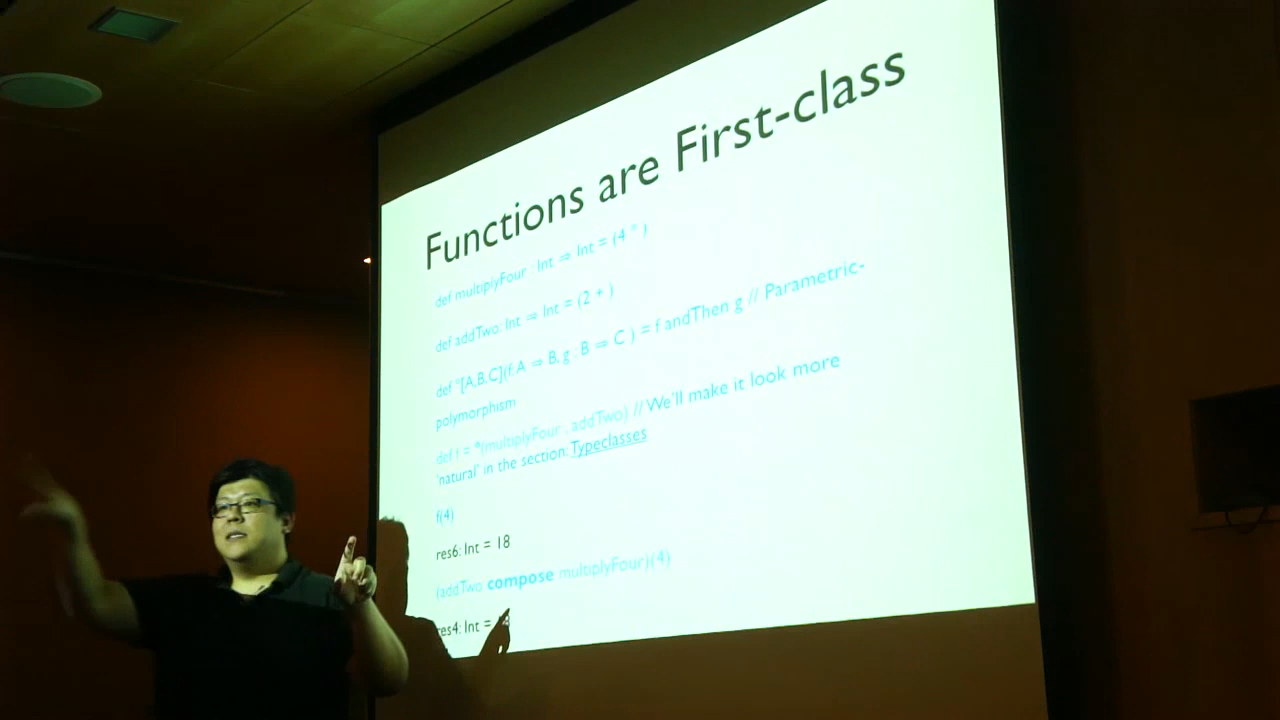 Functions are First-class
def multiplyFour : Int ⇒ Int = (4 * )
def addTwo: Int ⇒ Int = (2 + )
def °[A,B,C](f: A ⇒ B, g : B ⇒ C ) = f andThen g // Parametric-
polymorphism
def f = °(multiplyFour , addTwo) // We'll make it look more
'natural' in the section: Typeclasses
f(4)
res6: Int = 18
(addTwo compose multiplyFour)(4)
res4: Int =